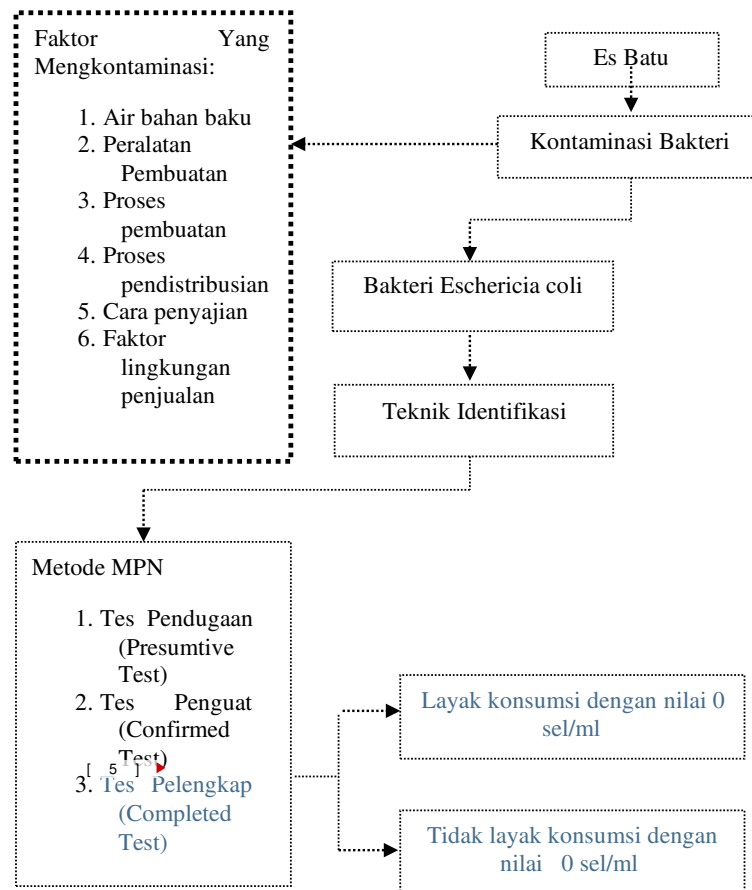 Faktor Yang
Mengkontaminasi:
1. Air bahan baku
2. Peralatan
Pembuatan
3. Proses
pembuatan
4. Proses
pendistribusian
5. Cara penyajian
6. Faktor
lingkungan
penjualan
Es Batu
Kontaminasi Bakteri
Bakteri Eschericia coli
Teknik Identifikasi
Metode MPN
1. Tes Pendugaan
(Presumtive
Test)
2. Tes Penguat
(Confirmed
Test)
[ 5 ]
3. Tes Pelengkap
(Completed
Test)
Layak konsumsi dengan nilai 0
sel/ml
Tidak layak konsumsi dengan
nilai 0 sel/ml